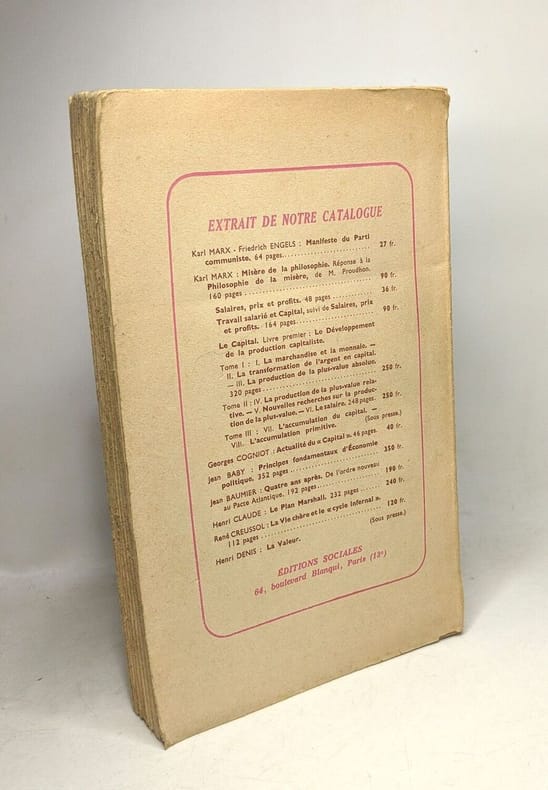 EXTRAIT DE NOTRE CATALOGUE
Karl MARX - Friedrich ENGELS : Manifeste du Parti
communiste. 64 pages.................... 27 fr.
Karl MARX : Misère de la philosophie. Réponse à la
Philosophie de la misère, de M. Proudhon.
160 pages ........................ 90 fr.
Salaires, prix et profits. 48 pages .......... 36 fr.
Travail salarié et Capital, suivi de Salaires, prix
et profits. 164 pages.................... 90 fr.
Le Capital. Livre premier : Le Développement
de la production capitaliste.
Tome I : I. La marchandise et la monnaie. —
II. La transformation de l'argent en capital.
— III. La production de la plus-value absolue.
320 pages ........................ 250 fr.
Tome II : IV. La production de la plus-value rela-
tive. — V. Nouvelles recherches sur la produc-
tion de la plus-value. — VI. Le salaire. 248 pages. 250 fr.
Tome III : VII. L'accumulation du capital. —
VIII. L'accumulation primitive. (Sous presse.)
Georges COGNIOT : Actualité du « Capital ». 46 pages. 40 fr.
Jean BABY : Principes fondamentaux d'Économie
politique. 352 pages .................... 350 fr.
Jean BAUMIER : Quatre ans après. De l'ordre nouveau
au Pacte Atlantique. 192 pages .............. 190 fr.
Henri CLAUDE : Le Plan Marshall. 232 pages ...... 240 fr.
René CREUSSOL : La Vie chère et le « cycle infernal ».
112 pages ........................ 120 fr.
Henri DENIS : La Valeur. (Sous presse.)
ÉDITIONS SOCIALES
64, boulevard Blanqui, Paris (13e)